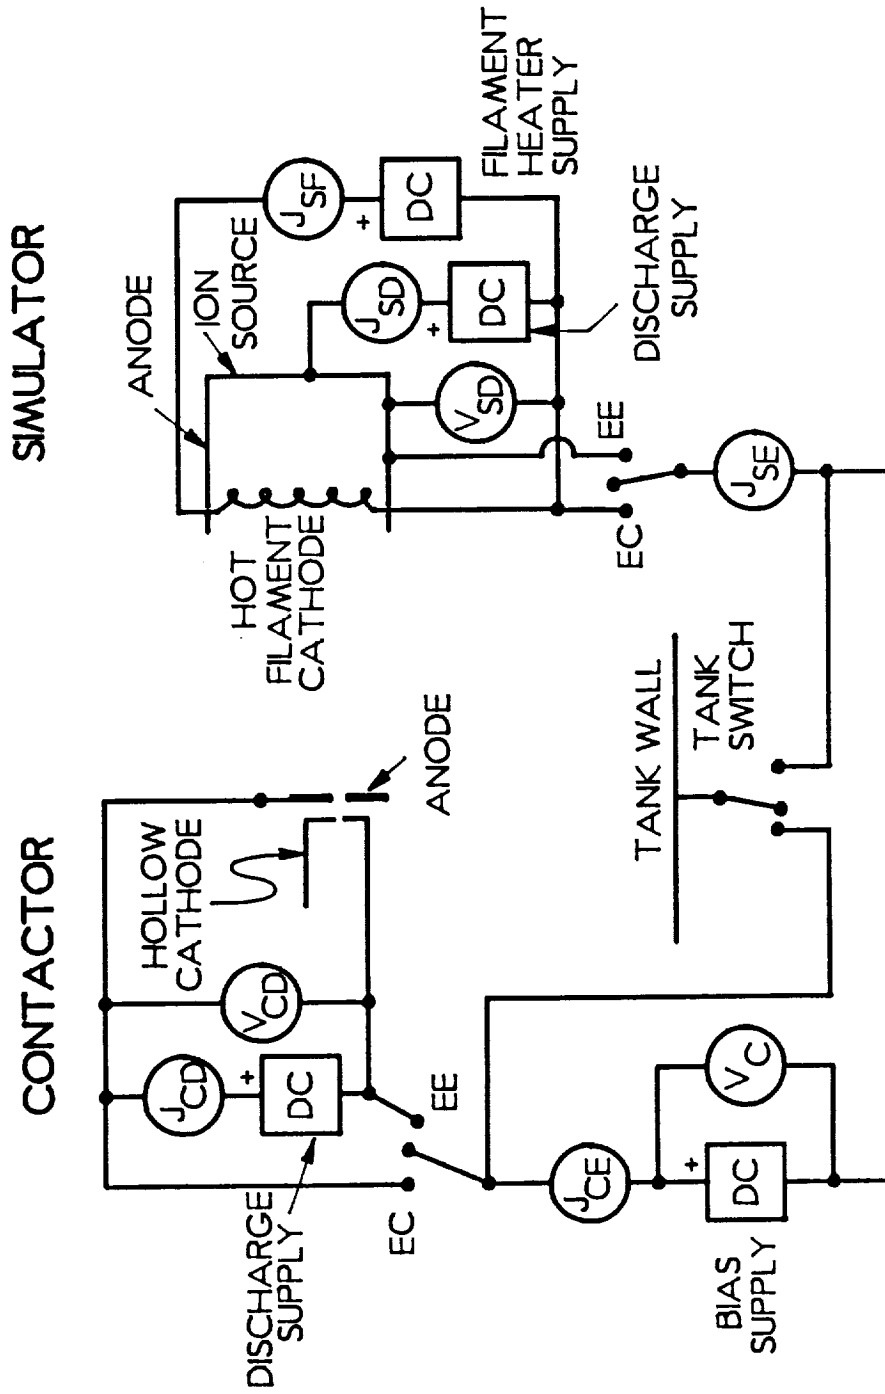 CONTACTOR
SIMULATOR
DISCHARGE
SUPPLY
J_CD
+
DC
V_CD
HOLLOW
CATHODE
ANODE
EC
EE
J_CE
+
DC
V_C
BIAS
SUPPLY
TANK WALL
TANK
SWITCH
HOT
FILAMENT
CATHODE
ANODE
ION
SOURCE
J_SF
+
DC
FILAMENT
HEATER
SUPPLY
J_SD
+
DC
DISCHARGE
SUPPLY
V_SD
EC
EE
J_SE